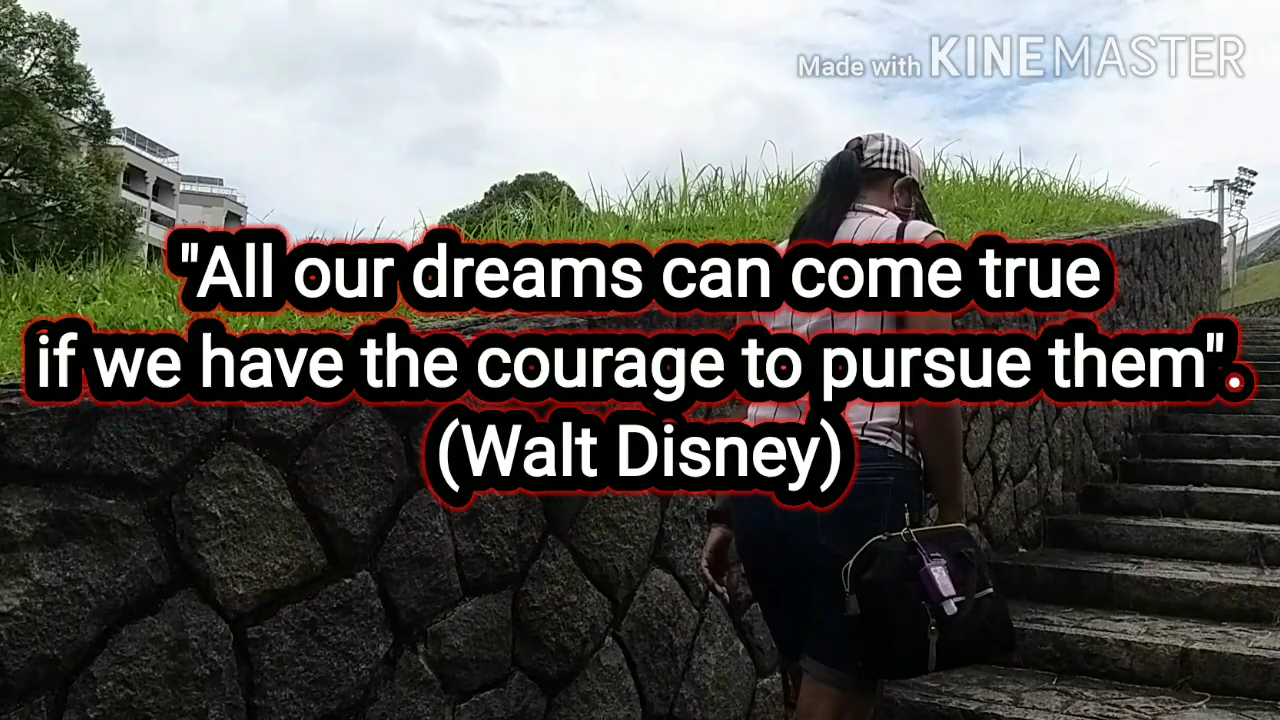 Made with KINEMASTER
"All our dreams can come true
if we have the courage to pursue them".
(Walt Disney)